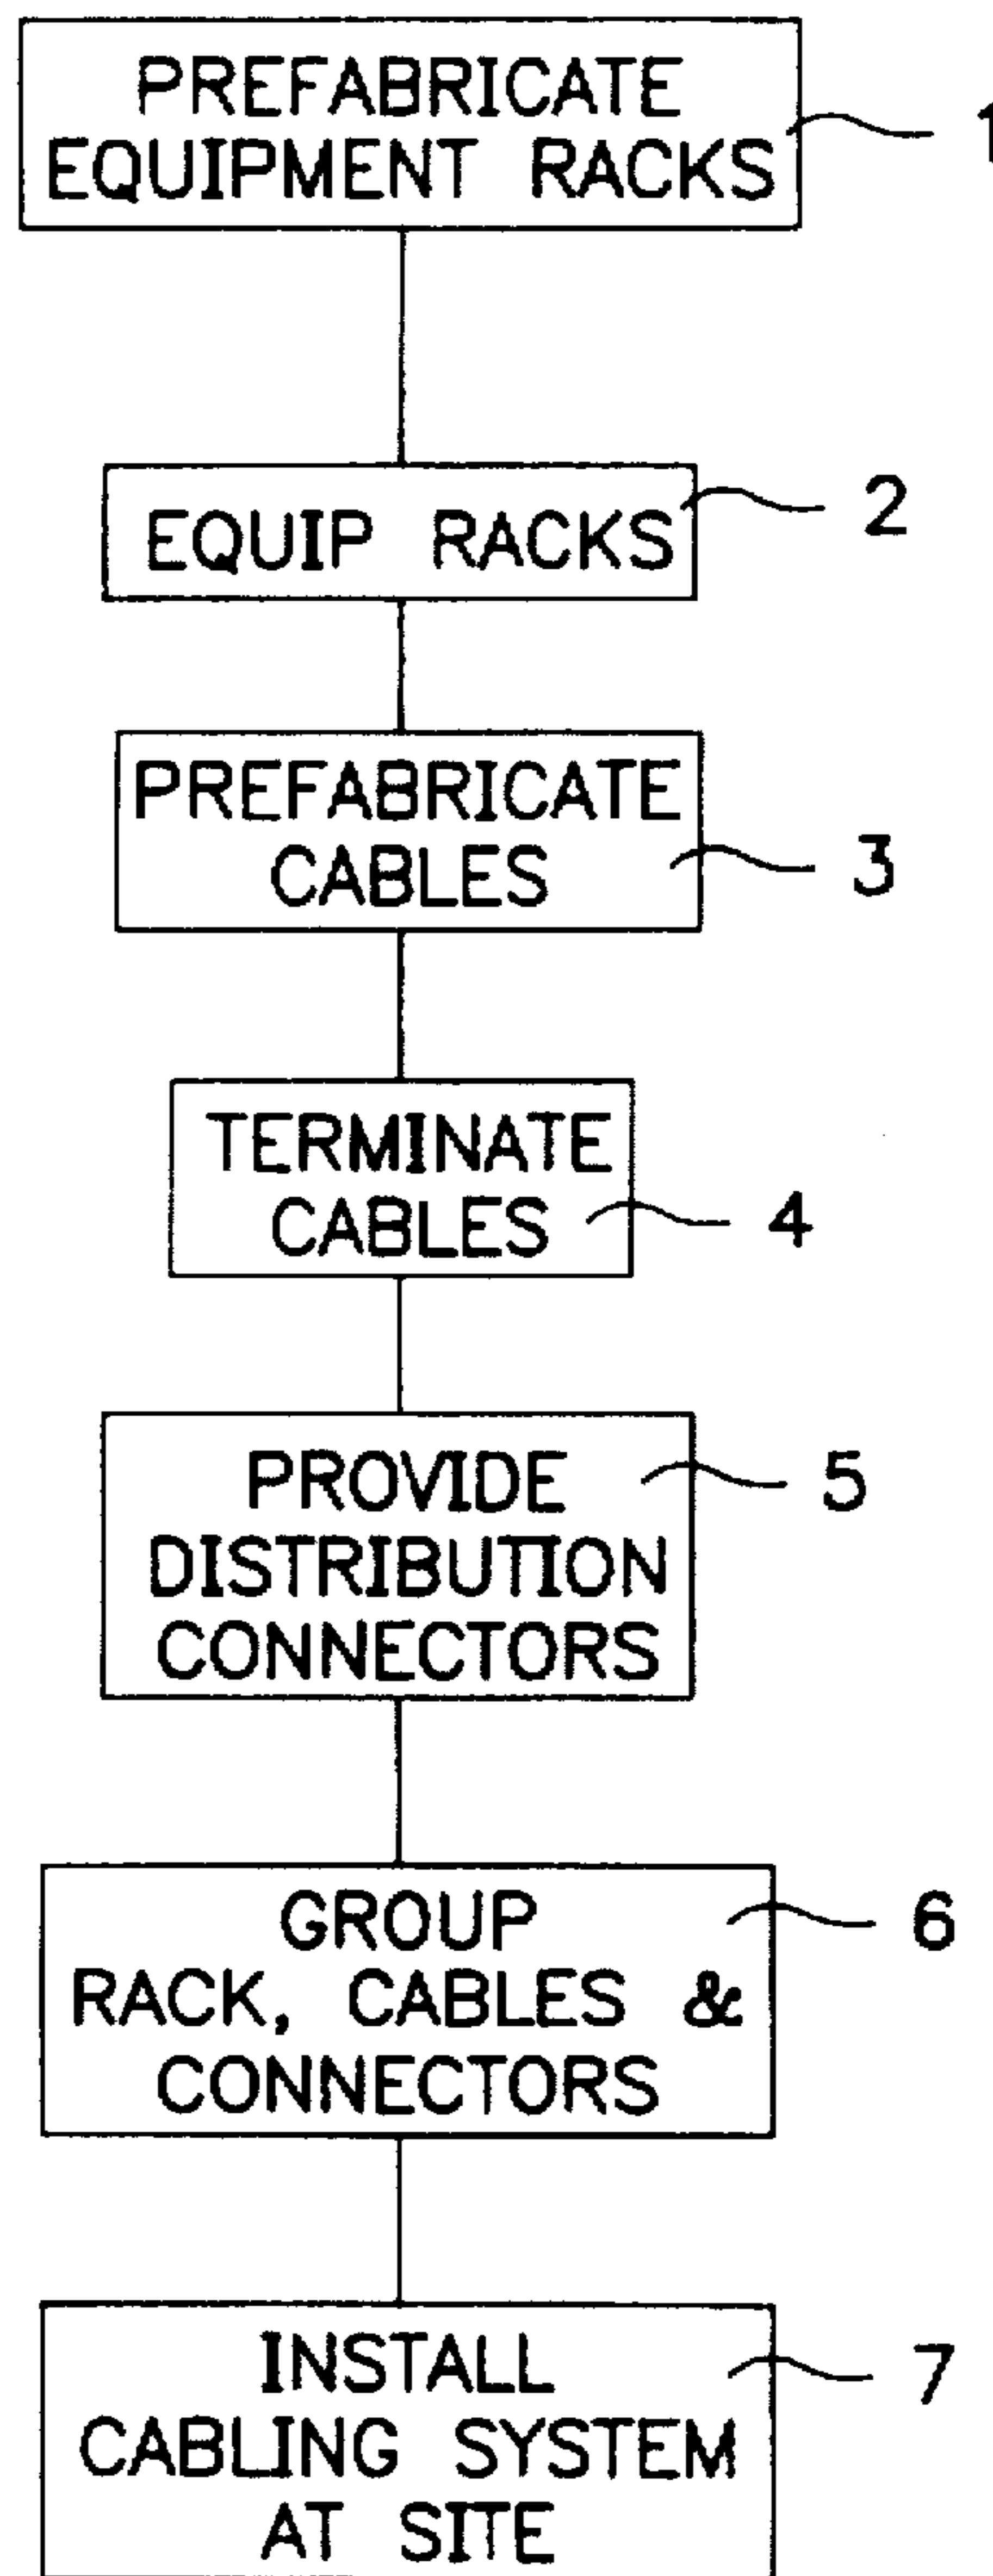 PREFABRICATE
EQUIPMENT RACKS
1
EQUIP RACKS
2
PREFABRICATE
CABLES
3
TERMINATE
CABLES
4
PROVIDE
DISTRIBUTION
CONNECTORS
5
GROUP
RACK, CABLES &
CONNECTORS
6
INSTALL
CABLING SYSTEM
AT SITE
7